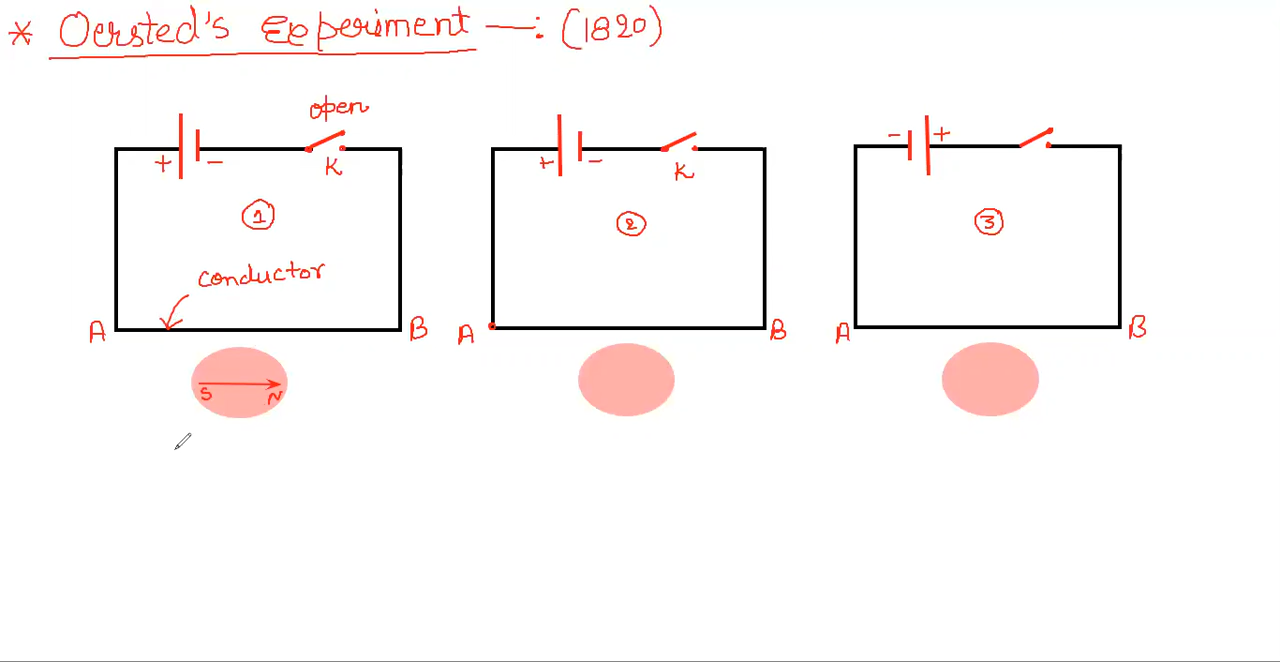 * Oersted's Experiment —: (1820)
open
+ - K
+ - K
- +
1
2
3
conductor
A B
A B
A B
S N